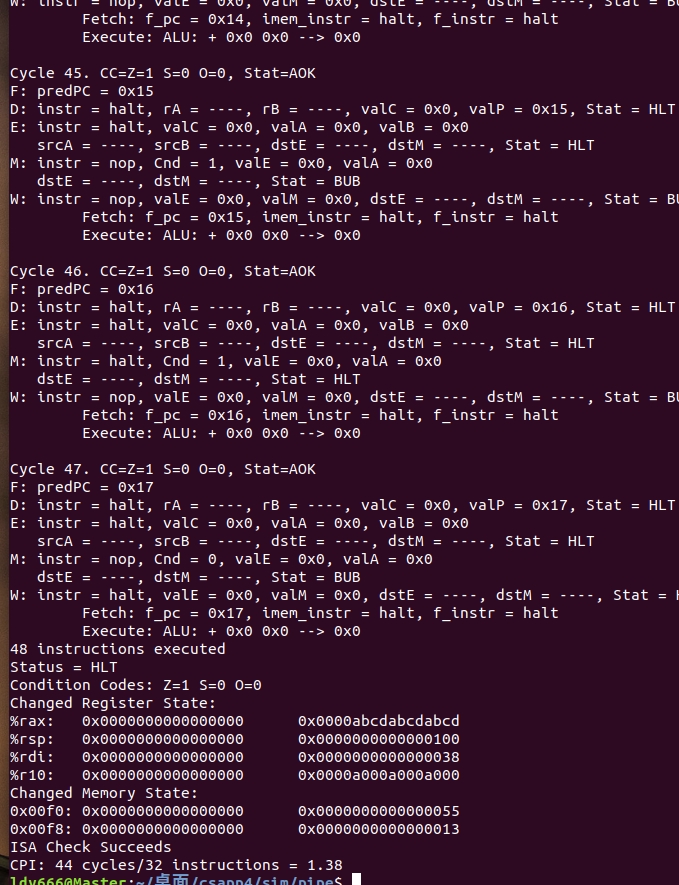 W: instr = nop, valE = 0x0, valM = 0x0, dstE = ----, dstM = ----, Stat = BU
        Fetch: f_pc = 0x14, imem_instr = halt, f_instr = halt
        Execute: ALU: + 0x0 0x0 --> 0x0

Cycle 45. CC=Z=1 S=0 O=0, Stat=AOK
F: predPC = 0x15
D: instr = halt, rA = ----, rB = ----, valC = 0x0, valP = 0x15, Stat = HLT
E: instr = halt, valC = 0x0, valA = 0x0, valB = 0x0
   srcA = ----, srcB = ----, dstE = ----, dstM = ----, Stat = HLT
M: instr = nop, Cnd = 1, valE = 0x0, valA = 0x0
   dstE = ----, dstM = ----, Stat = BUB
W: instr = nop, valE = 0x0, valM = 0x0, dstE = ----, dstM = ----, Stat = BU
        Fetch: f_pc = 0x15, imem_instr = halt, f_instr = halt
        Execute: ALU: + 0x0 0x0 --> 0x0

Cycle 46. CC=Z=1 S=0 O=0, Stat=AOK
F: predPC = 0x16
D: instr = halt, rA = ----, rB = ----, valC = 0x0, valP = 0x16, Stat = HLT
E: instr = halt, valC = 0x0, valA = 0x0, valB = 0x0
   srcA = ----, srcB = ----, dstE = ----, dstM = ----, Stat = HLT
M: instr = halt, Cnd = 1, valE = 0x0, valA = 0x0
   dstE = ----, dstM = ----, Stat = HLT
W: instr = nop, valE = 0x0, valM = 0x0, dstE = ----, dstM = ----, Stat = BU
        Fetch: f_pc = 0x16, imem_instr = halt, f_instr = halt
        Execute: ALU: + 0x0 0x0 --> 0x0

Cycle 47. CC=Z=1 S=0 O=0, Stat=AOK
F: predPC = 0x17
D: instr = halt, rA = ----, rB = ----, valC = 0x0, valP = 0x17, Stat = HLT
E: instr = halt, valC = 0x0, valA = 0x0, valB = 0x0
   srcA = ----, srcB = ----, dstE = ----, dstM = ----, Stat = HLT
M: instr = nop, Cnd = 0, valE = 0x0, valA = 0x0
   dstE = ----, dstM = ----, Stat = BUB
W: instr = halt, valE = 0x0, valM = 0x0, dstE = ----, dstM = ----, Stat = H
        Fetch: f_pc = 0x17, imem_instr = halt, f_instr = halt
        Execute: ALU: + 0x0 0x0 --> 0x0
48 instructions executed
Status = HLT
Condition Codes: Z=1 S=0 O=0
Changed Register State:
%rax:   0x0000000000000000      0x0000abcdabcdabcd
%rsp:   0x0000000000000000      0x0000000000000100
%rdi:   0x0000000000000000      0x0000000000000038
%r10:   0x0000000000000000      0x0000a000a000a000
Changed Memory State:
0x00f0: 0x0000000000000000      0x0000000000000055
0x00f8: 0x0000000000000000      0x0000000000000013
ISA Check Succeeds
CPI: 44 cycles/32 instructions = 1.38
ldy666@Master:~/桌面/csapp4/sim/pipe$